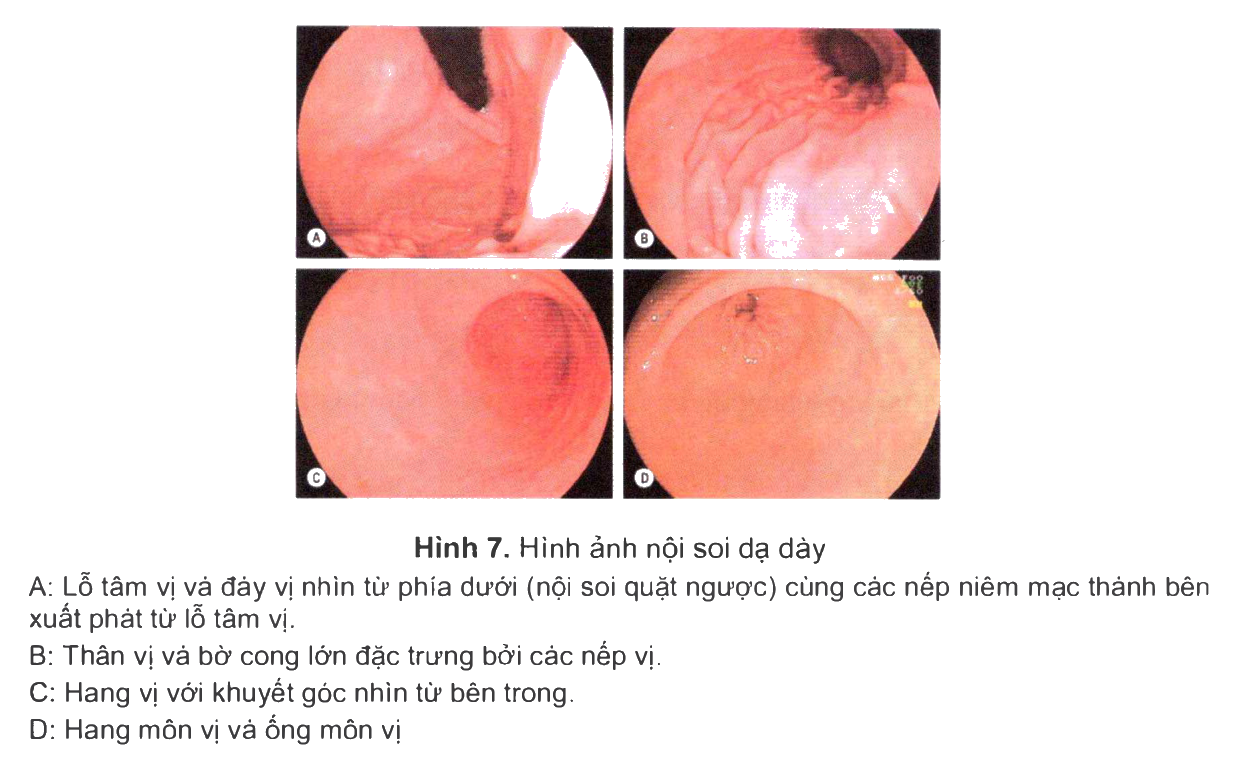 A
B
C
D
Hình 7. Hình ảnh nội soi dạ dày
A: Lỗ tâm vị và đáy vị nhìn từ phía dưới (nội soi quặt ngược) cùng các nếp niêm mạc thành bên
xuất phát từ lỗ tâm vị.
B: Thân vị và bờ cong lớn đặc trưng bởi các nếp vị.
C: Hang vị với khuyết góc nhìn từ bên trong.
D: Hang môn vị và ống môn vị